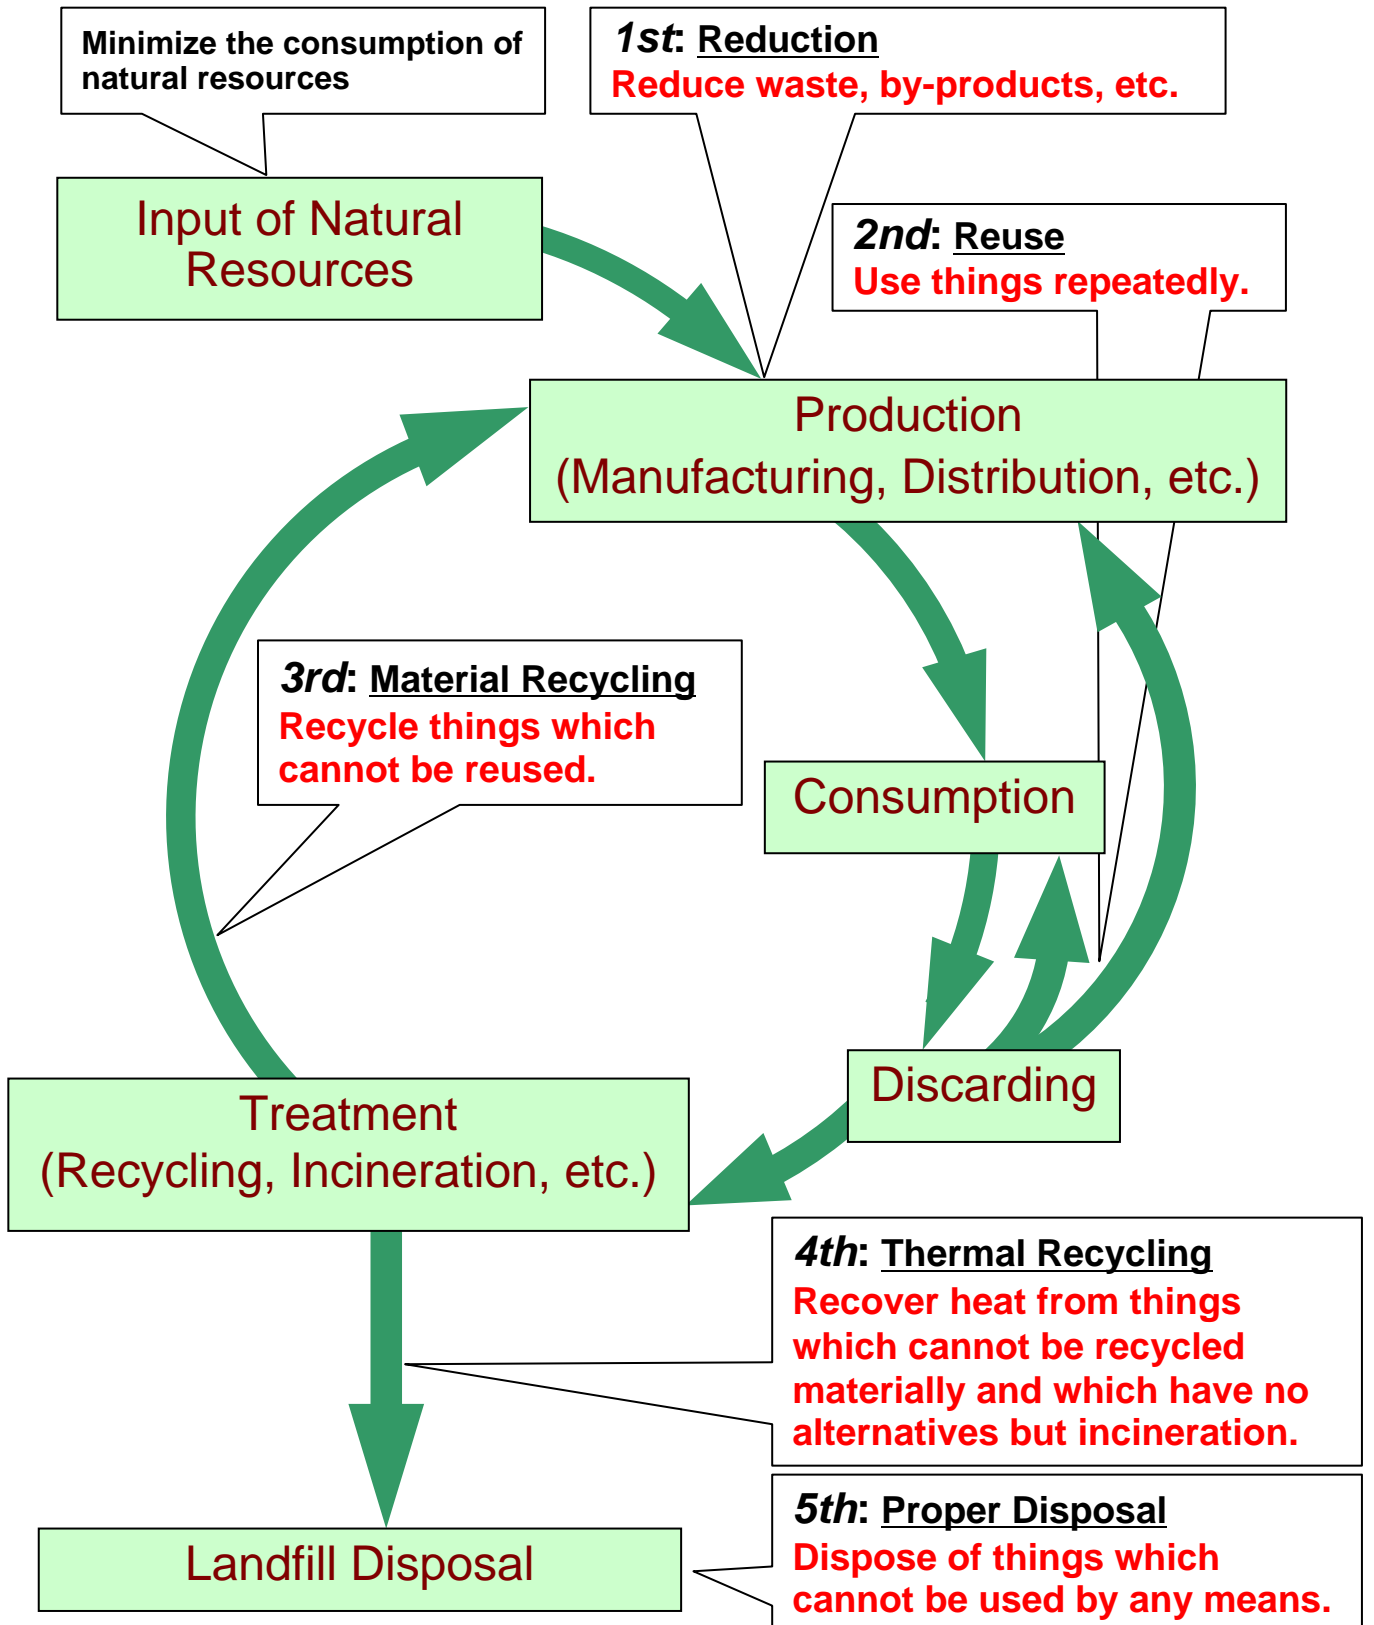 Minimize the consumption of
natural resources
1st: Reduction
Reduce waste, by-products, etc.
Input of Natural
Resources
2nd: Reuse
Use things repeatedly.
Production
(Manufacturing, Distribution, etc.)
3rd: Material Recycling
Recycle things which
cannot be reused.
Consumption
Discarding
Treatment
(Recycling, Incineration, etc.)
4th: Thermal Recycling
Recover heat from things
which cannot be recycled
materially and which have no
alternatives but incineration.
5th: Proper Disposal
Dispose of things which
cannot be used by any means.
Landfill Disposal